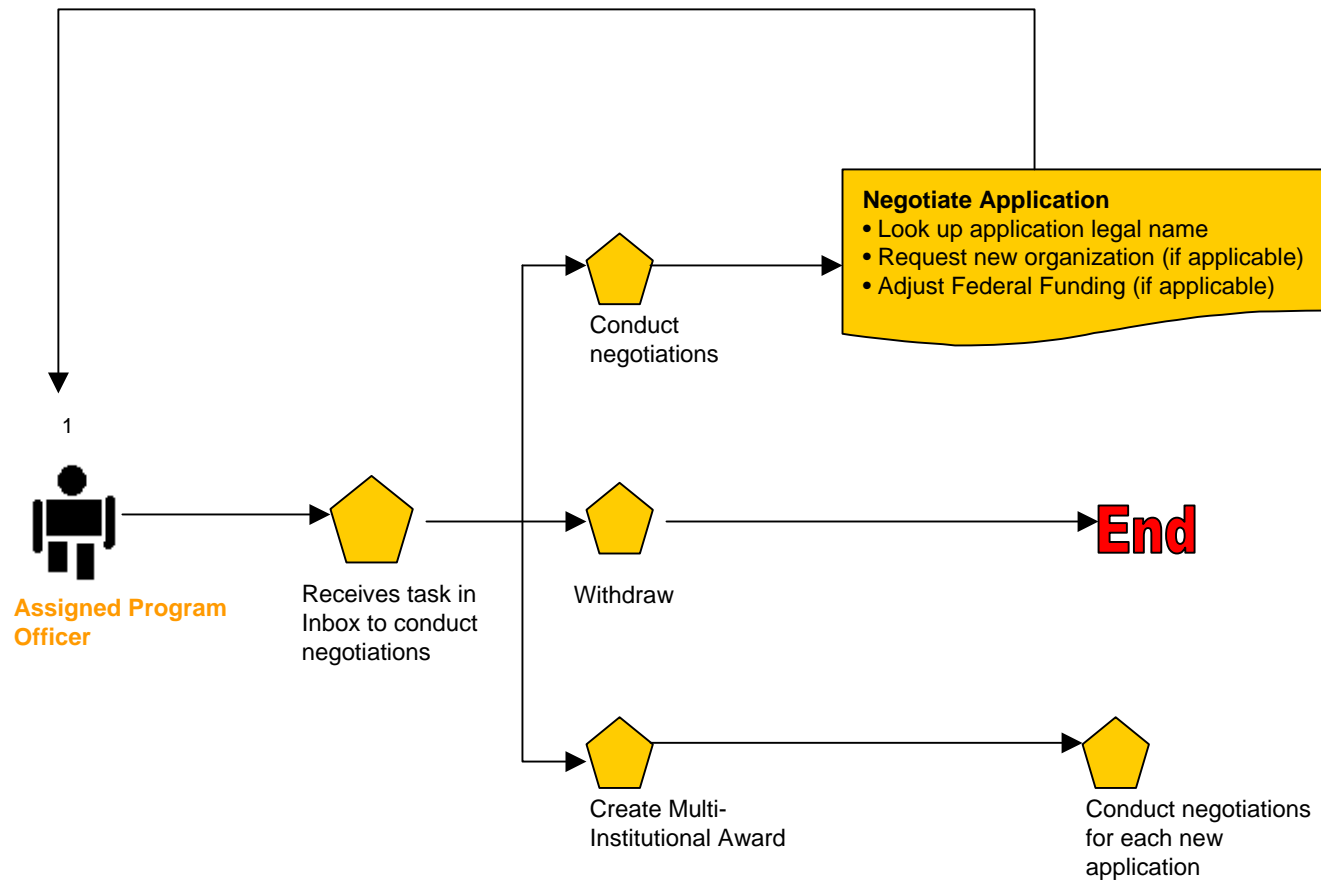 Negotiate Application
• Look up application legal name
• Request new organization (if applicable)
• Adjust Federal Funding (if applicable)
Conduct
negotiations
1
Assigned Program
Officer
Receives task in
Inbox to conduct
negotiations
Withdraw
End
Create Multi-
Institutional Award
Conduct negotiations
for each new
application